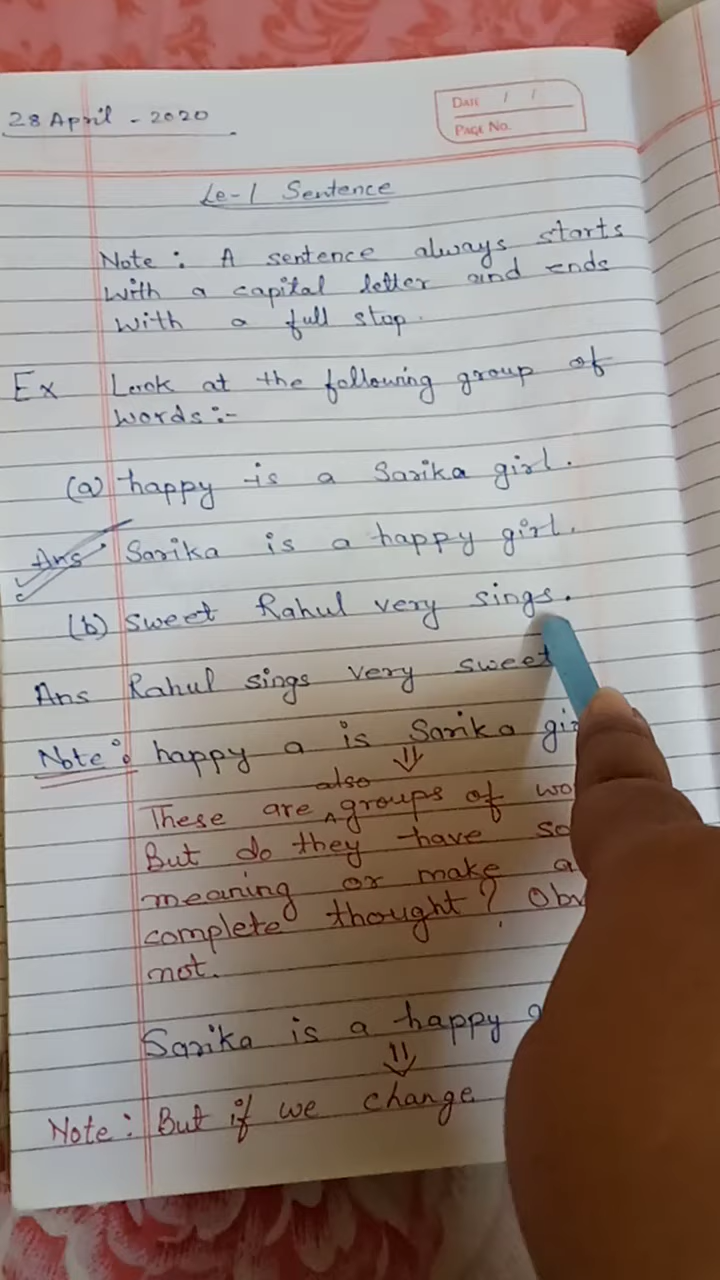 28 April - 2020
Date / /
Page No.
Le-1 Sentence
Note : A sentence always starts
with a capital letter and ends
with a full stop.
Ex Look at the following group of
words:-
(a) happy is a Sarika girl.
Ans: Sarika is a happy girl.
(b) sweet Rahul very sings.
Ans Rahul sings very sweet
Note: happy a is Sarika
also
These are groups of
But do they have
meaning or make a
complete thought?
not.
Sarika is a happy
Note: But if we change